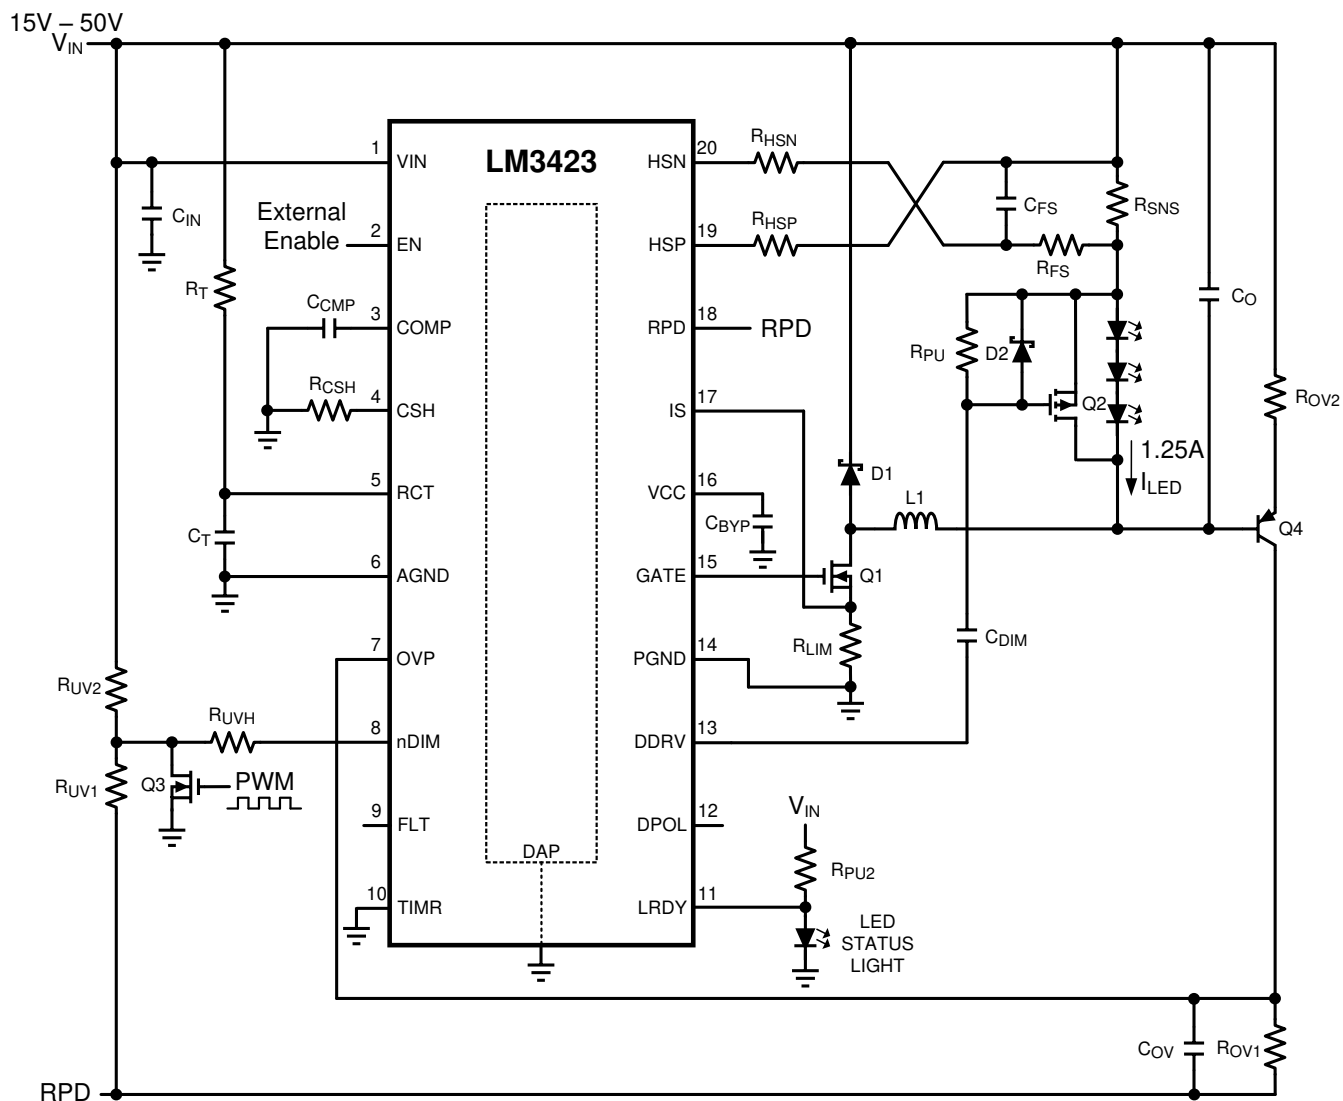 15V – 50V
VIN
LM3423
1 VIN
2 EN
3 COMP
4 CSH
5 RCT
6 AGND
7 OVP
8 nDIM
9 FLT
10 TIMR
DAP
HSN 20
HSP 19
RPD 18
IS 17
VCC 16
GATE 15
PGND 14
DDRV 13
DPOL 12
LRDY 11
CIN
External
Enable
RT
CCMP
RCSH
CT
RUV2
RUVH
RUV1
Q3
PWM
RPD
RHSN
RHSP
CFS
RSNS
RFS
RPD
RPU
D2
Q2
CO
ROV2
1.25A
ILED
D1
L1
CBYP
Q4
Q1
RLIM
CDIM
VIN
RPU2
LED
STATUS
LIGHT
COV
ROV1